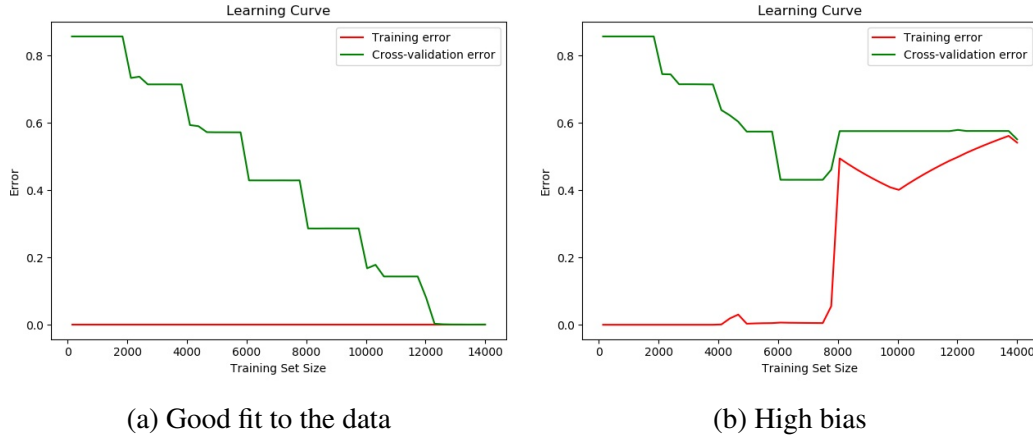 Learning Curve
Training error
Cross-validation error
0.8
0.6
0.4
0.2
0.0
Error
0 2000 4000 6000 8000 10000 12000 14000
Training Set Size
(a) Good fit to the data
Learning Curve
Training error
Cross-validation error
0.8
0.6
0.4
0.2
0.0
Error
0 2000 4000 6000 8000 10000 12000 14000
Training Set Size
(b) High bias